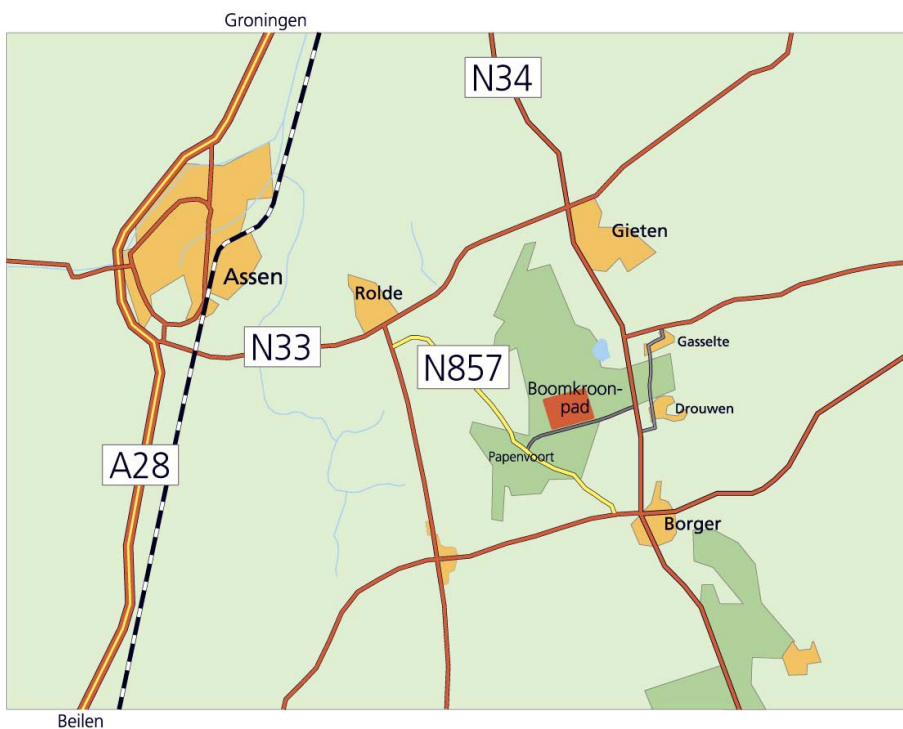 Groningen
N34
Gieten
Assen
Rolde
N33
Gasselte
N857
Boomkroon-
pad
Drouwen
Papenvoort
A28
Borger
Beilen